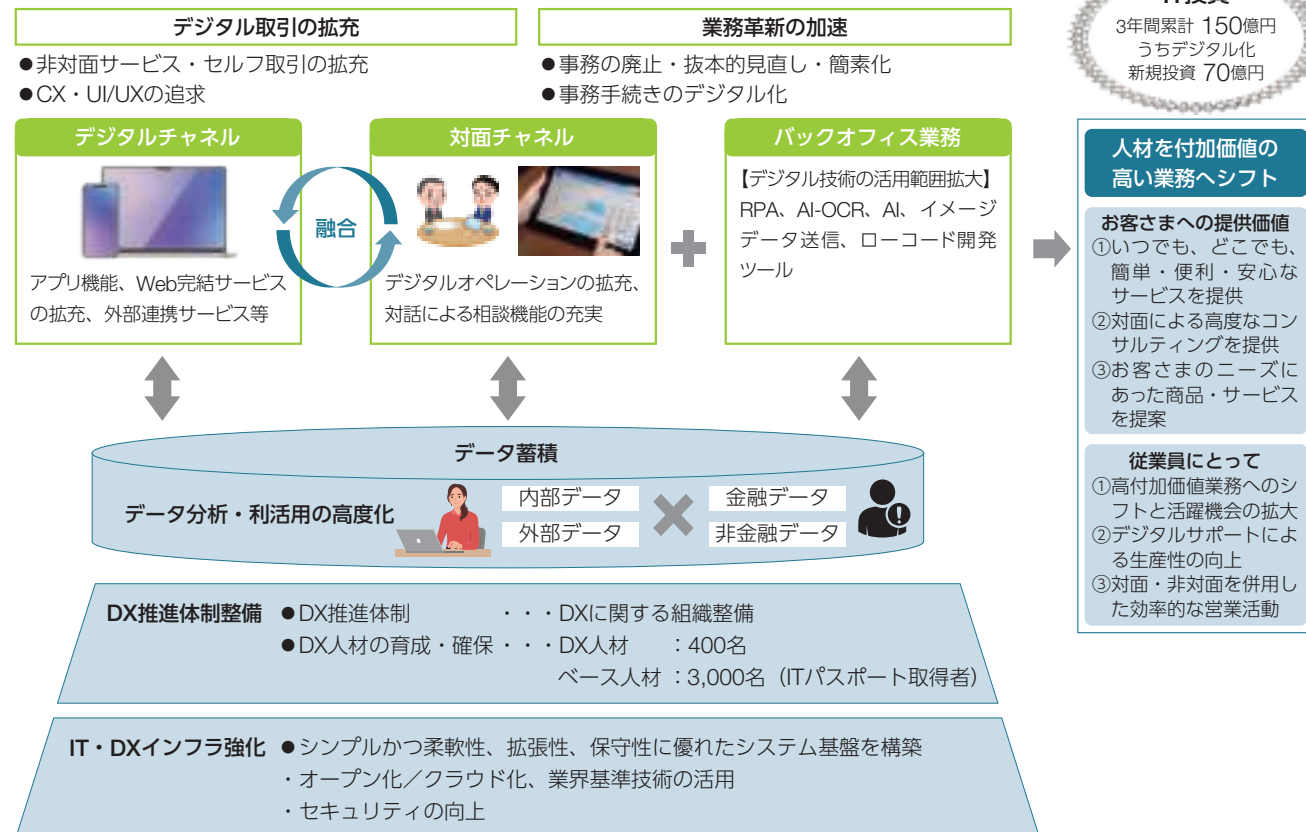 デジタル取引の拡充
●非対面サービス・セルフ取引の拡充
●CX・UI/UXの追求
業務革新の加速
●事務の廃止・抜本的見直し・簡素化
●事務手続きのデジタル化
3年間累計 150億円
うちデジタル化
新規投資 70億円
デジタルチャネル
アプリ機能、Web完結サービス
の拡充、外部連携サービス等
融合
対面チャネル
デジタルオペレーションの拡充、
対話による相談機能の充実
バックオフィス業務
【デジタル技術の活用範囲拡大】
RPA、AI-OCR、AI、イメージ
データ送信、ローコード開発
ツール
人材を付加価値の
高い業務へシフト
お客さまへの提供価値
①いつでも、どこでも、
簡単・便利・安心な
サービスを提供
②対面による高度なコン
サルティングを提供
③お客さまのニーズに
あった商品・サービス
を提案
従業員にとって
①高付加価値業務へのシ
フトと活躍機会の拡大
②デジタルサポートによ
る生産性の向上
③対面・非対面を併用し
た効率的な営業活動
データ蓄積
データ分析・利活用の高度化
内部データ
外部データ
金融データ
非金融データ
DX推進体制整備 ●DX推進体制 ・・・DXに関する組織整備
●DX人材の育成・確保・・・DX人材 :400名
ベース人材 :3,000名(ITパスポート取得者)
IT・DXインフラ強化 ●シンプルかつ柔軟性、拡張性、保守性に優れたシステム基盤を構築
・オープン化／クラウド化、業界基準技術の活用
・セキュリティの向上